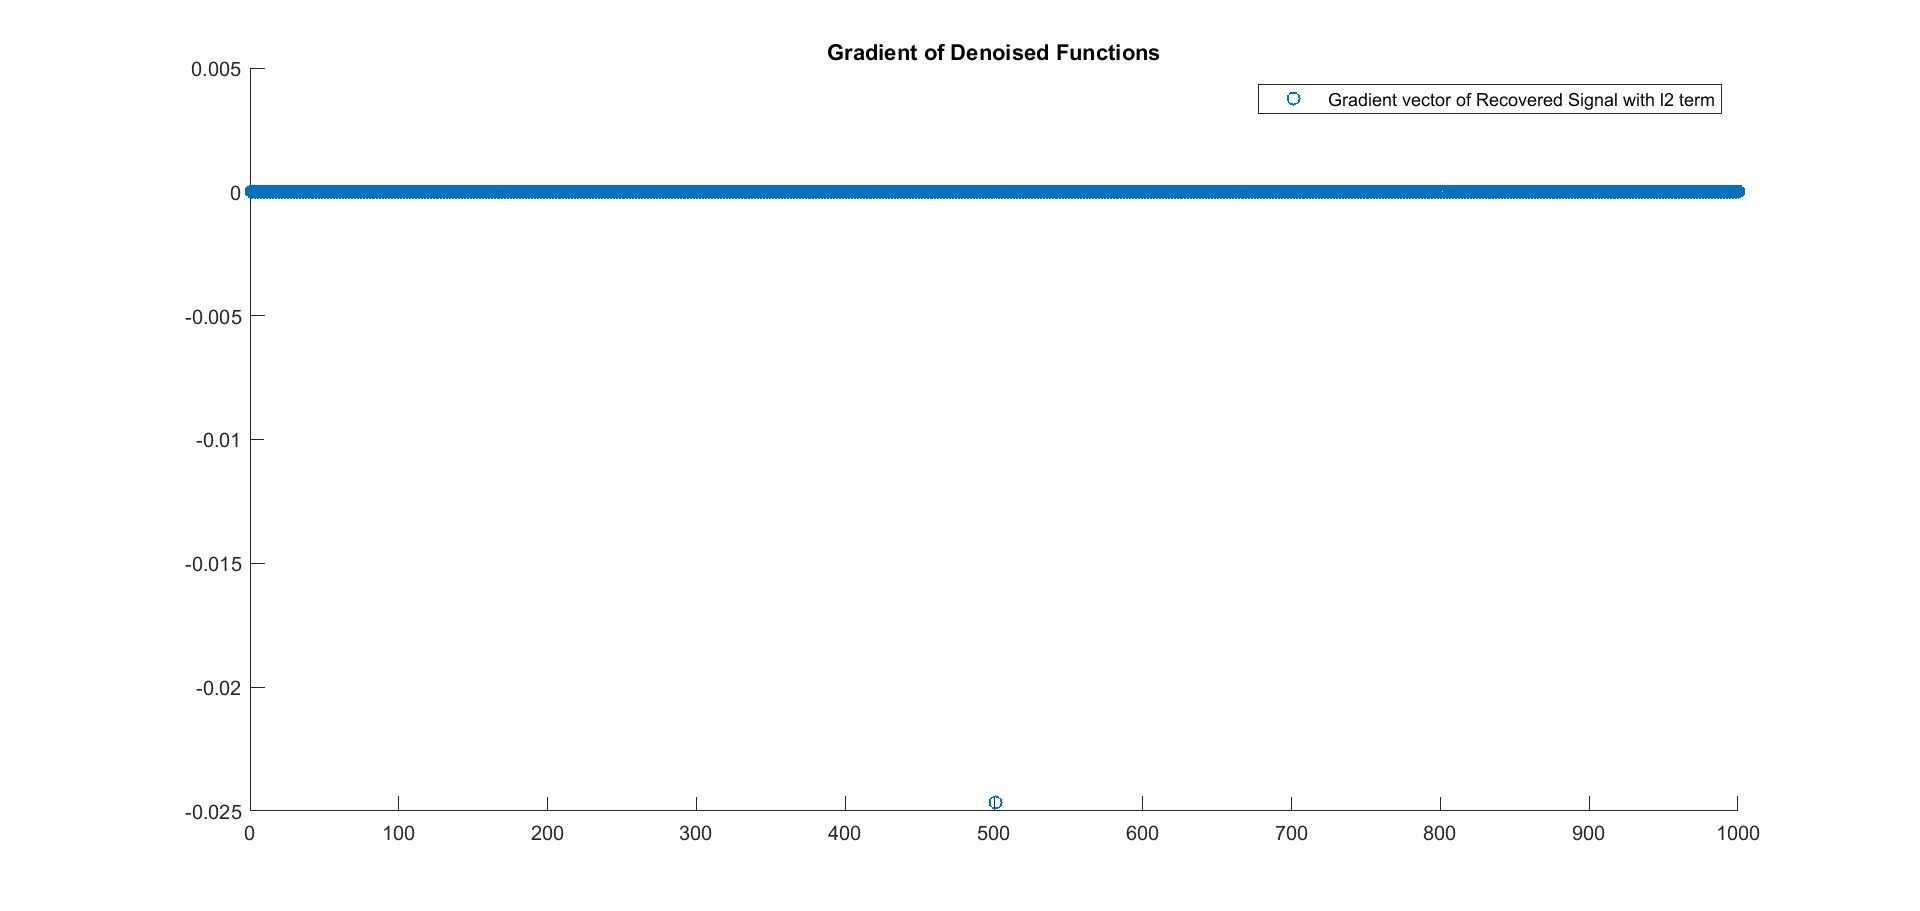 Gradient of Denoised Functions
Gradient vector of Recovered Signal with l2 term
0.005
0
-0.005
-0.01
-0.015
-0.02
-0.025
0 100 200 300 400 500 600 700 800 900 1000